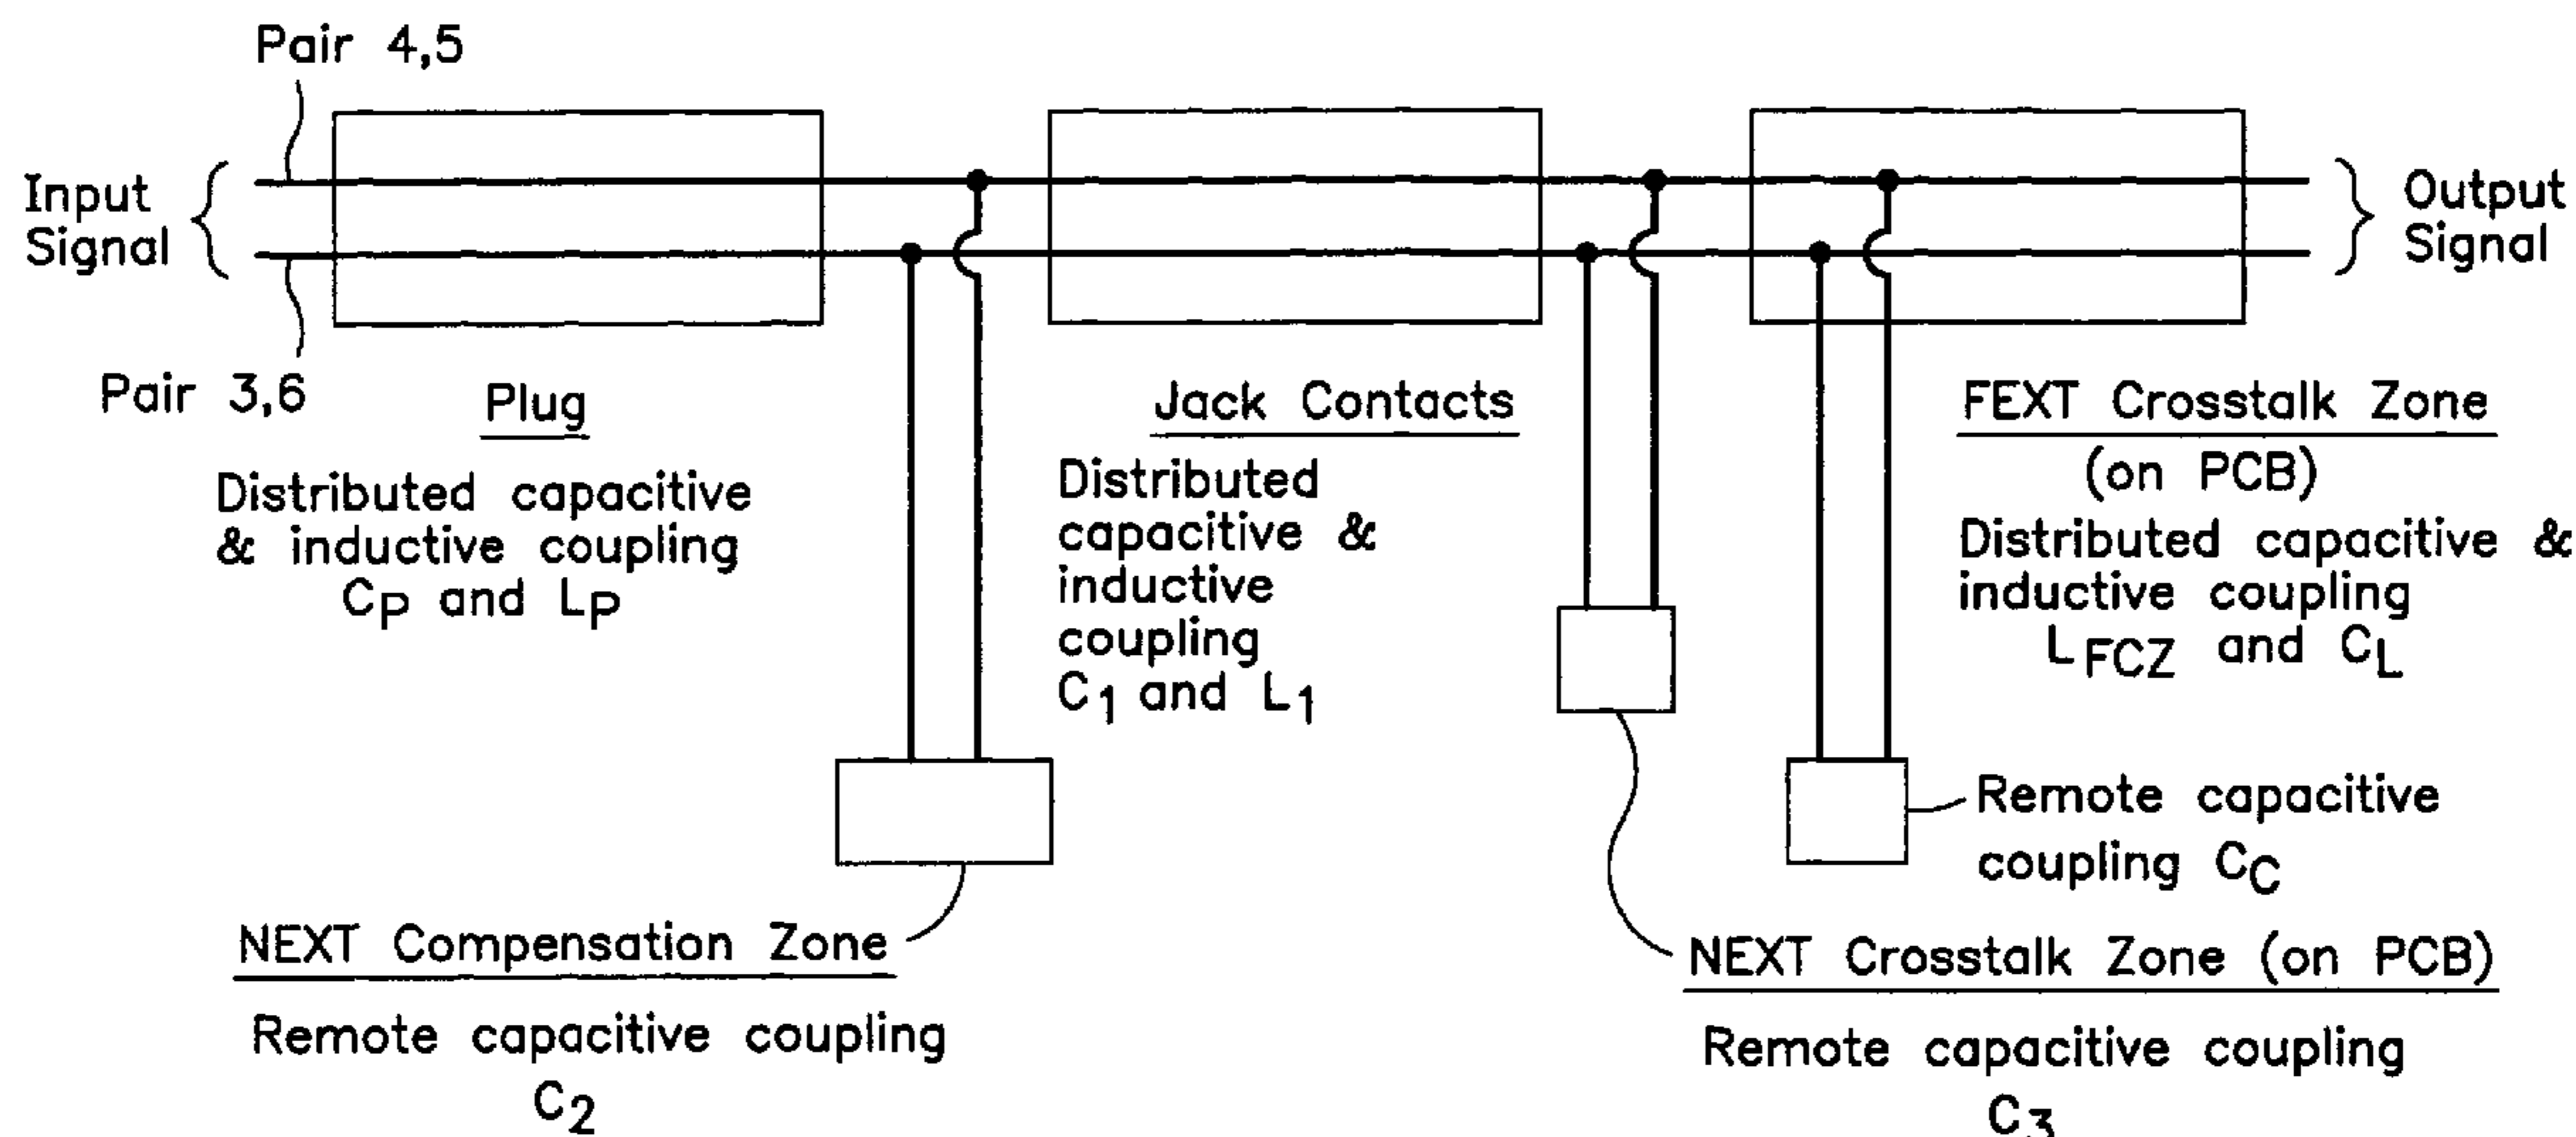 Pair 4,5
Input
Signal
Output
Signal
Pair 3,6
Plug
Distributed capacitive
& inductive coupling
CP and LP
Jack Contacts
Distributed
capacitive &
inductive
coupling
C1 and L1
FEXT Crosstalk Zone
(on PCB)
Distributed capacitive &
inductive coupling
LFCZ and CL
Remote capacitive
coupling CC
NEXT Compensation Zone
Remote capacitive coupling
C2
NEXT Crosstalk Zone (on PCB)
Remote capacitive coupling
C3